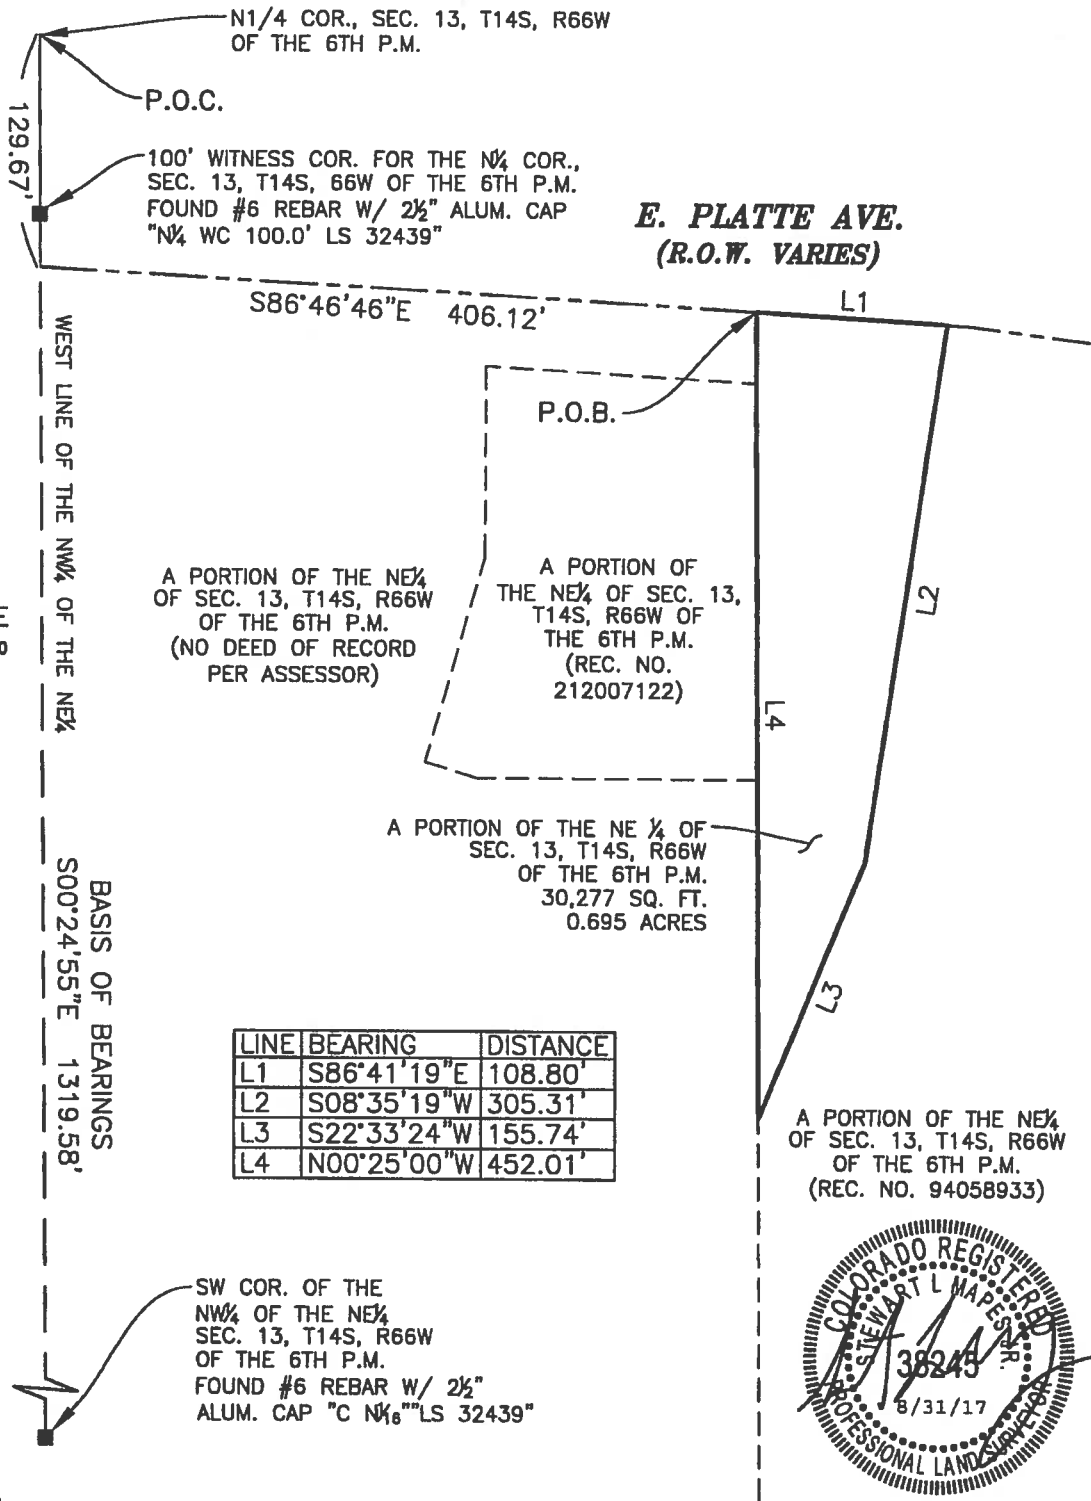 N1/4 COR., SEC. 13, T14S, R66W
OF THE 6TH P.M.
P.O.C.
129.67'
100' WITNESS COR. FOR THE N¼ COR.,
SEC. 13, T14S, 66W OF THE 6TH P.M.
FOUND #6 REBAR W/ 2½" ALUM. CAP
"N¼ WC 100.0' LS 32439"
E. PLATTE AVE.
(R.O.W. VARIES)
S86°46'46"E 406.12'
L1
P.O.B.
WEST LINE OF THE NW¼ OF THE NE¼
A PORTION OF THE NE¼
OF SEC. 13, T14S, R66W
OF THE 6TH P.M.
(NO DEED OF RECORD
PER ASSESSOR)
A PORTION OF
THE NE¼ OF SEC. 13,
T14S, R66W OF
THE 6TH P.M.
(REC. NO.
212007122)
L2
L4
A PORTION OF THE NE ¼ OF
SEC. 13, T14S, R66W
OF THE 6TH P.M.
30,277 SQ. FT.
0.695 ACRES
L3
BASIS OF BEARINGS
S00°24'55"E 1319.58'
LINE BEARING DISTANCE
L1 S86°41'19"E 108.80'
L2 S08°35'19"W 305.31'
L3 S22°33'24"W 155.74'
L4 N00°25'00"W 452.01'
A PORTION OF THE NE¼
OF SEC. 13, T14S, R66W
OF THE 6TH P.M.
(REC. NO. 94058933)
SW COR. OF THE
NW¼ OF THE NE¼
SEC. 13, T14S, R66W
OF THE 6TH P.M.
FOUND #6 REBAR W/ 2½"
ALUM. CAP "C N1/16""LS 32439"
COLORADO REGISTERED
STEWART L MAPES JR.
38245
8/31/17
PROFESSIONAL LAND SURVEYOR